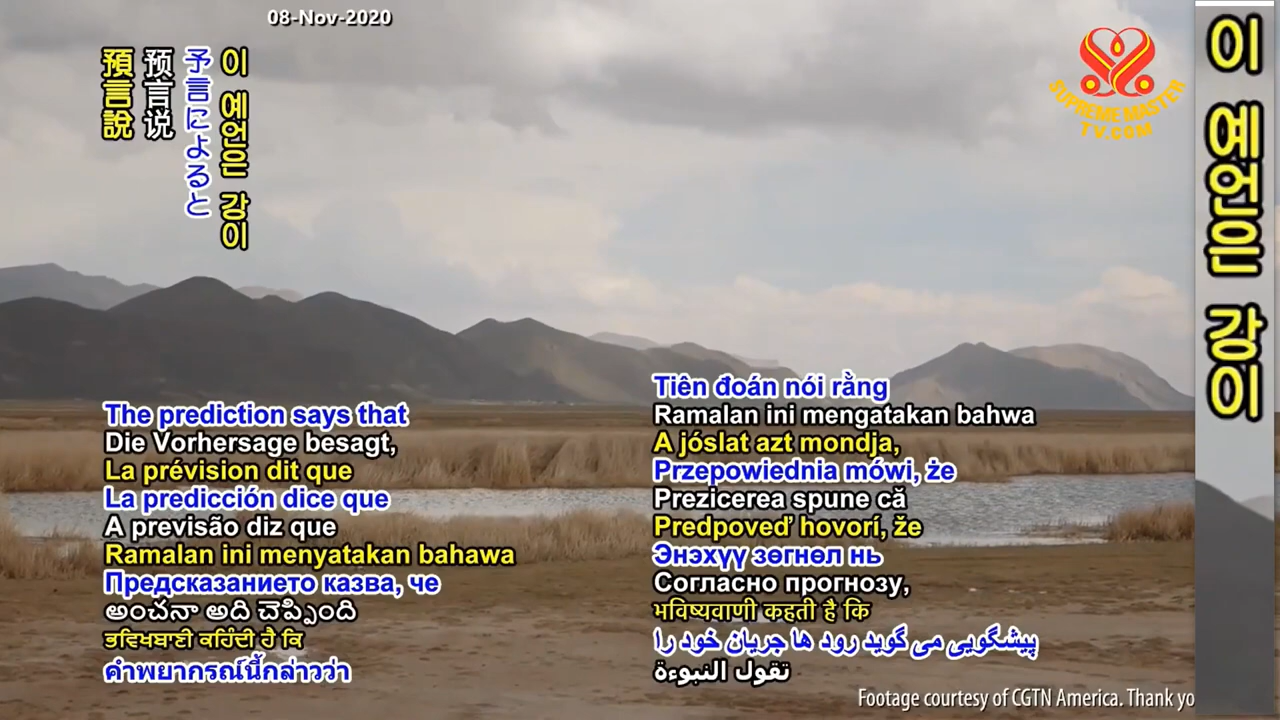 08-Nov-2020
預言說
预言说
予言によると
이 예언은 강이
SUPREME MASTER
TV.COM
이 예언은 강이
The prediction says that
Die Vorhersage besagt,
La prévision dit que
La predicción dice que
A previsão diz que
Ramalan ini menyatakan bahawa
Предсказанието казва, че
అంచనా అది చెప్పింది
ਭਵਿਖਬਾਣੀ ਕਹਿੰਦੀ ਹੈ ਕਿ
คำพยากรณ์นี้กล่าวว่า
Tiên đoán nói rằng
Ramalan ini mengatakan bahwa
A jóslat azt mondja,
Przepowiednia mówi, że
Prezicerea spune că
Predpoveď hovorí, že
Энэхүү зөгнөл нь
Согласно прогнозу,
भविष्यवाणी कहती है कि
پیشگویی می گوید رود ها جریان خود را
تقول النبوءة
Footage courtesy of CGTN America. Thank yo